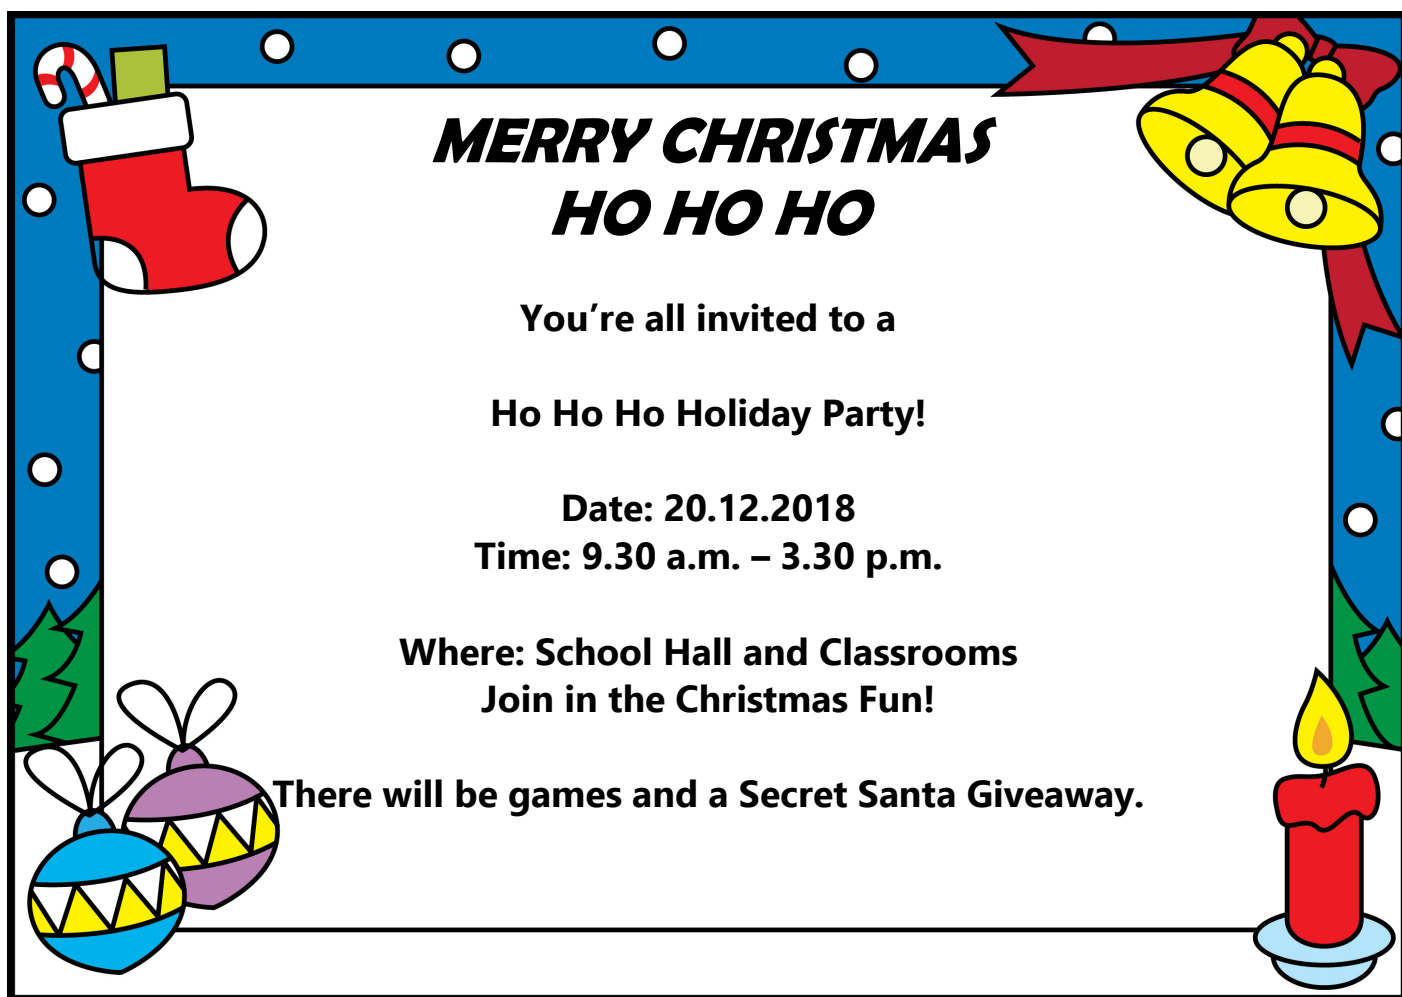 MERRY CHRISTMAS
HO HO HO
You’re all invited to a
Ho Ho Ho Holiday Party!
Date: 20.12.2018
Time: 9.30 a.m. – 3.30 p.m.
Where: School Hall and Classrooms
Join in the Christmas Fun!
There will be games and a Secret Santa Giveaway.